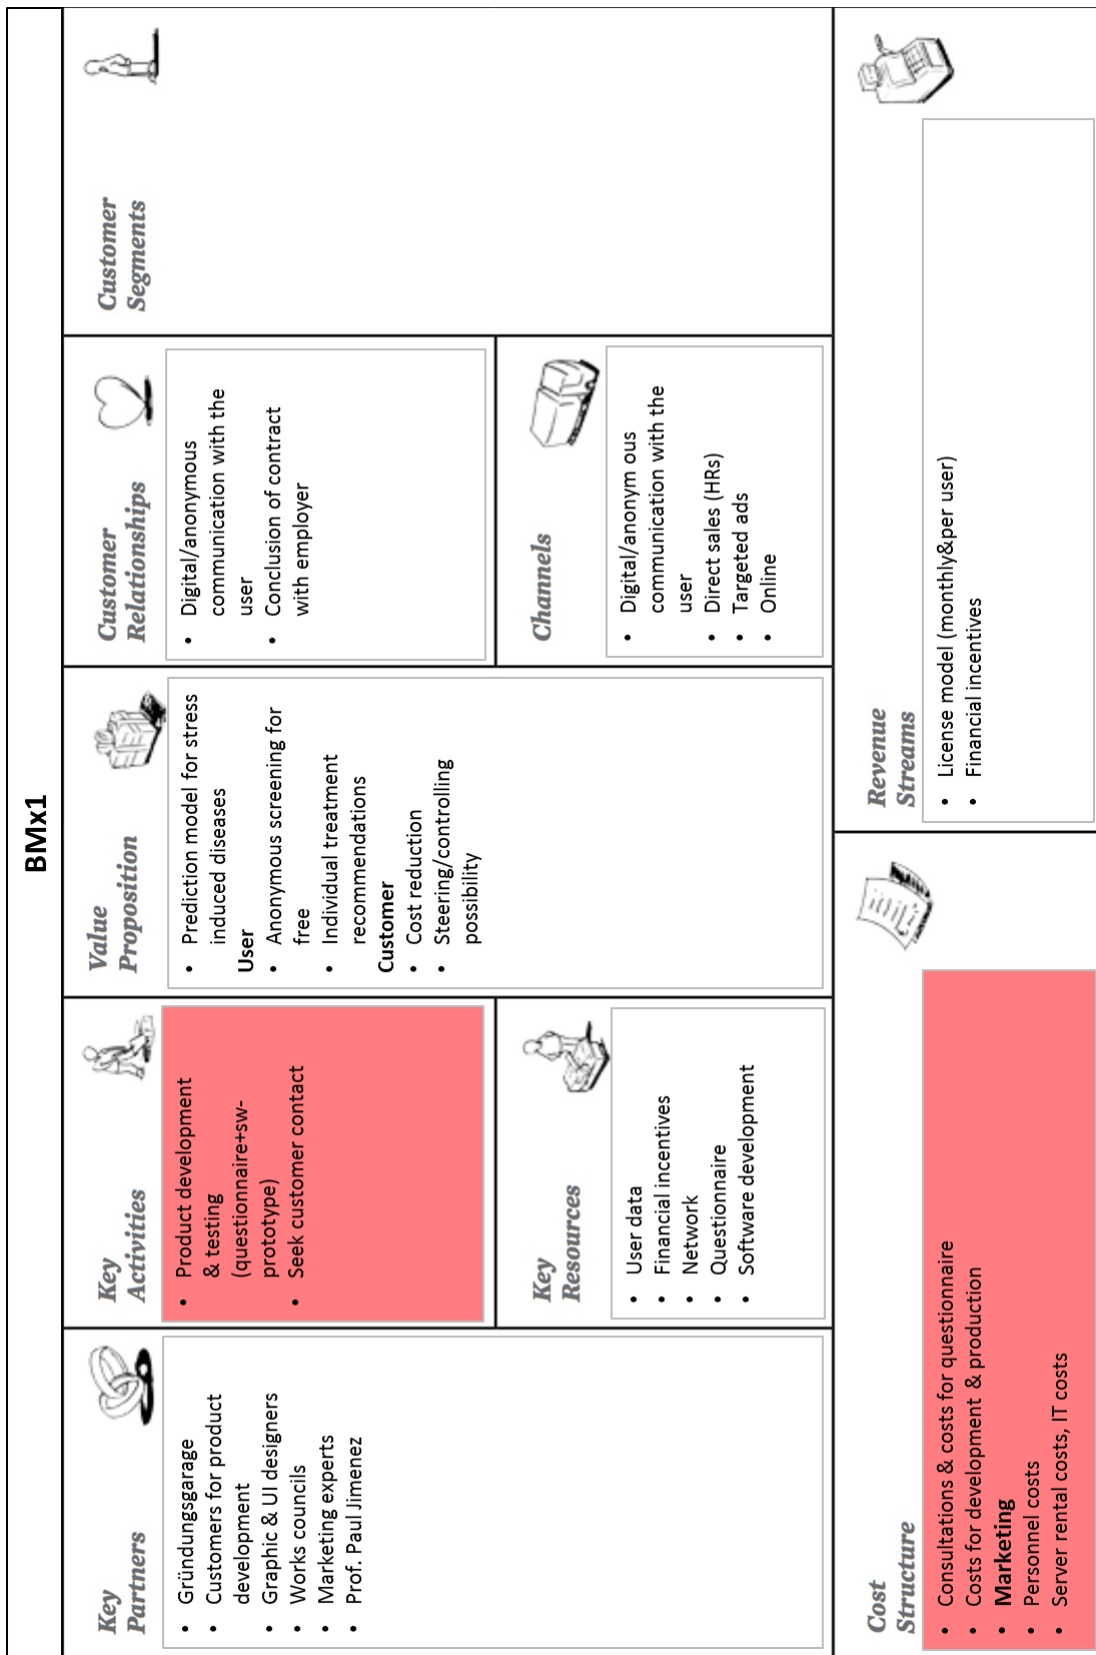 BMx1
Key
Partners
• Gründungsgarage
• Customers for product
development
• Graphic & UI designers
• Works councils
• Marketing experts
• Prof. Paul Jimenez
Key
Activities
• Product development
& testing
(questionnaire+sw-
prototype)
• Seek customer contact
Key
Resources
• User data
• Financial incentives
• Network
• Questionnaire
• Software development
Value
Proposition
• Prediction model for stress
induced diseases
User
• Anonymous screening for
free
• Individual treatment
recommendations
Customer
• Cost reduction
• Steering/controlling
possibility
Customer
Relationships
• Digital/anonymous
communication with the
user
• Conclusion of contract
with employer
Channels
• Digital/anonym ous
communication with the
user
• Direct sales (HRs)
• Targeted ads
• Online
Customer
Segments
Cost
Structure
• Consultations & costs for questionnaire
• Costs for development & production
• Marketing
• Personnel costs
• Server rental costs, IT costs
Revenue
Streams
• License model (monthly&per user)
• Financial incentives